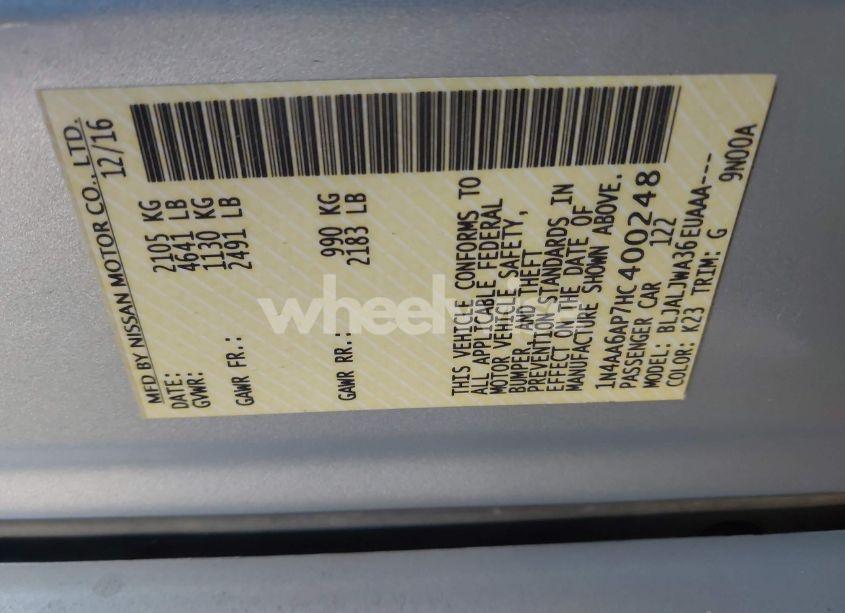 MFD BY NISSAN MOTOR CO., LTD.
DATE: 12/16
GVWR: 2105 KG
4641 LB
GAWR FR.: 1130 KG
2491 LB
GAWR RR.: 990 KG
2183 LB
THIS VEHICLE CONFORMS TO
ALL APPLICABLE FEDERAL
MOTOR VEHICLE SAFETY,
BUMPER, AND THEFT
PREVENTION STANDARDS IN
EFFECT ON THE DATE OF
MANUFACTURE SHOWN ABOVE.
1N4AA6AP7HC400248
PASSENGER CAR 122
MODEL: BLJALJWA36EUAAA---
COLOR: K23 TRIM: G 9N00A